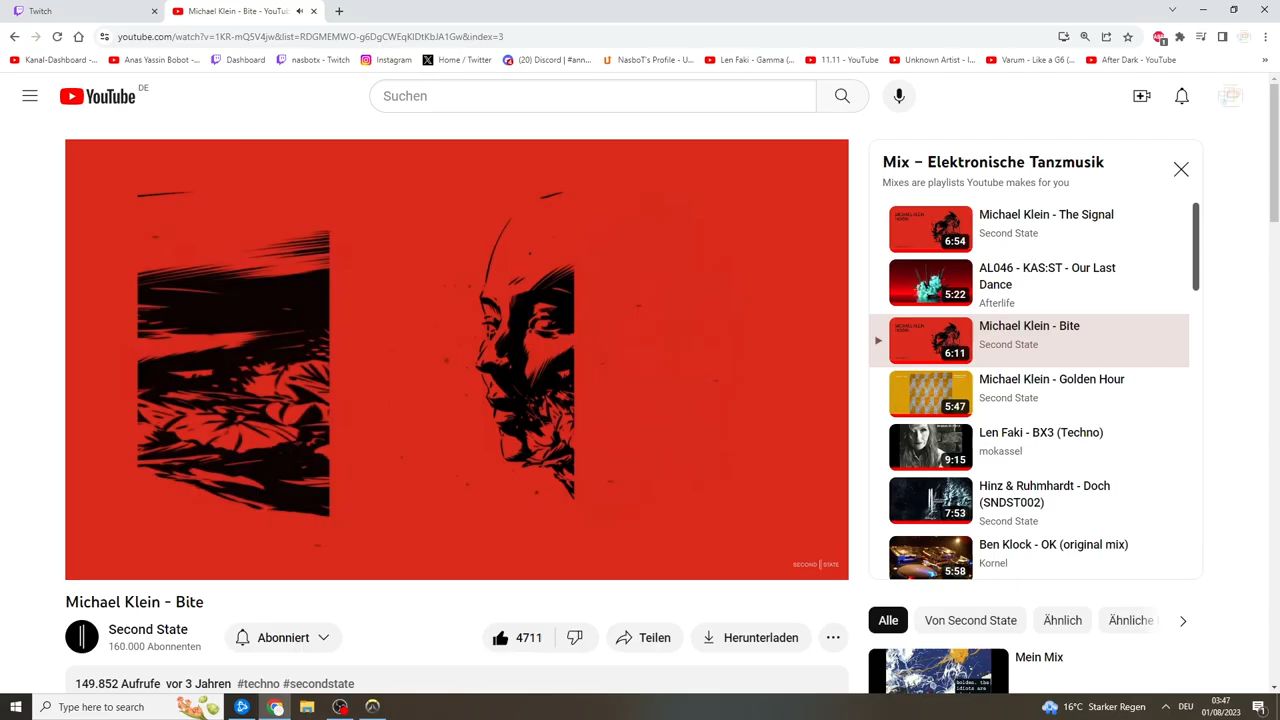 Twitch
Michael Klein - Bite - YouT
youtube.com/watch?v=1KR-mQ5V4jw&list=RDGMEMWO-g6DgCWEqKlDtKbJA1Gw&index=3
Kanal-Dashboard -...
Anas Yassin Bobot -...
Dashboard
nasbotx - Twitch
Instagram
Home / Twitter
(20) Discord | #ann...
NasboT's Profile - U...
Len Faki - Gamma (...
11.11 - YouTube
Unknown Artist - I...
Varum - Like a G6 (...
After Dark - YouTube
»
YouTube DE
Suchen
Mix – Elektronische Tanzmusik
Mixes are playlists Youtube makes for you
Michael Klein - The Signal
Second State
6:54
AL046 - KAS:ST - Our Last
Dance
Afterlife
5:22
Michael Klein - Bite
Second State
6:11
Michael Klein - Golden Hour
Second State
5:47
Len Faki - BX3 (Techno)
mokassel
9:15
Hinz & Ruhmhardt - Doch
(SNDST002)
Second State
7:53
Ben Klock - OK (original mix)
Kornel
5:58
SECOND STATE
Michael Klein - Bite
Second State
160.000 Abonnenten
Abonniert
4711
Teilen
Herunterladen
149.852 Aufrufe vor 3 Jahren #techno #secondstate
Alle
Von Second State
Ähnlich
Ähnliche
Mein Mix
Type here to search
16°C Starker Regen
DEU
03:47
01/08/2023